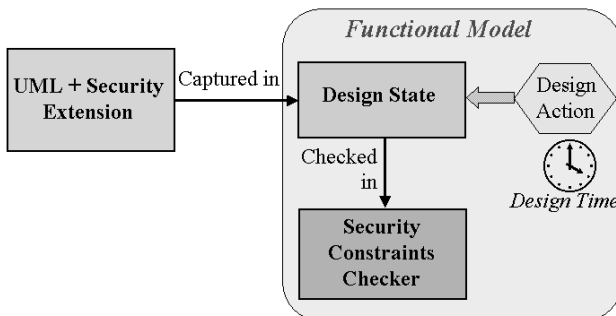 Functional Model
UML + Security
Extension
Captured in
Design State
Design
Action
Checked
in
Design Time
Security
Constraints
Checker